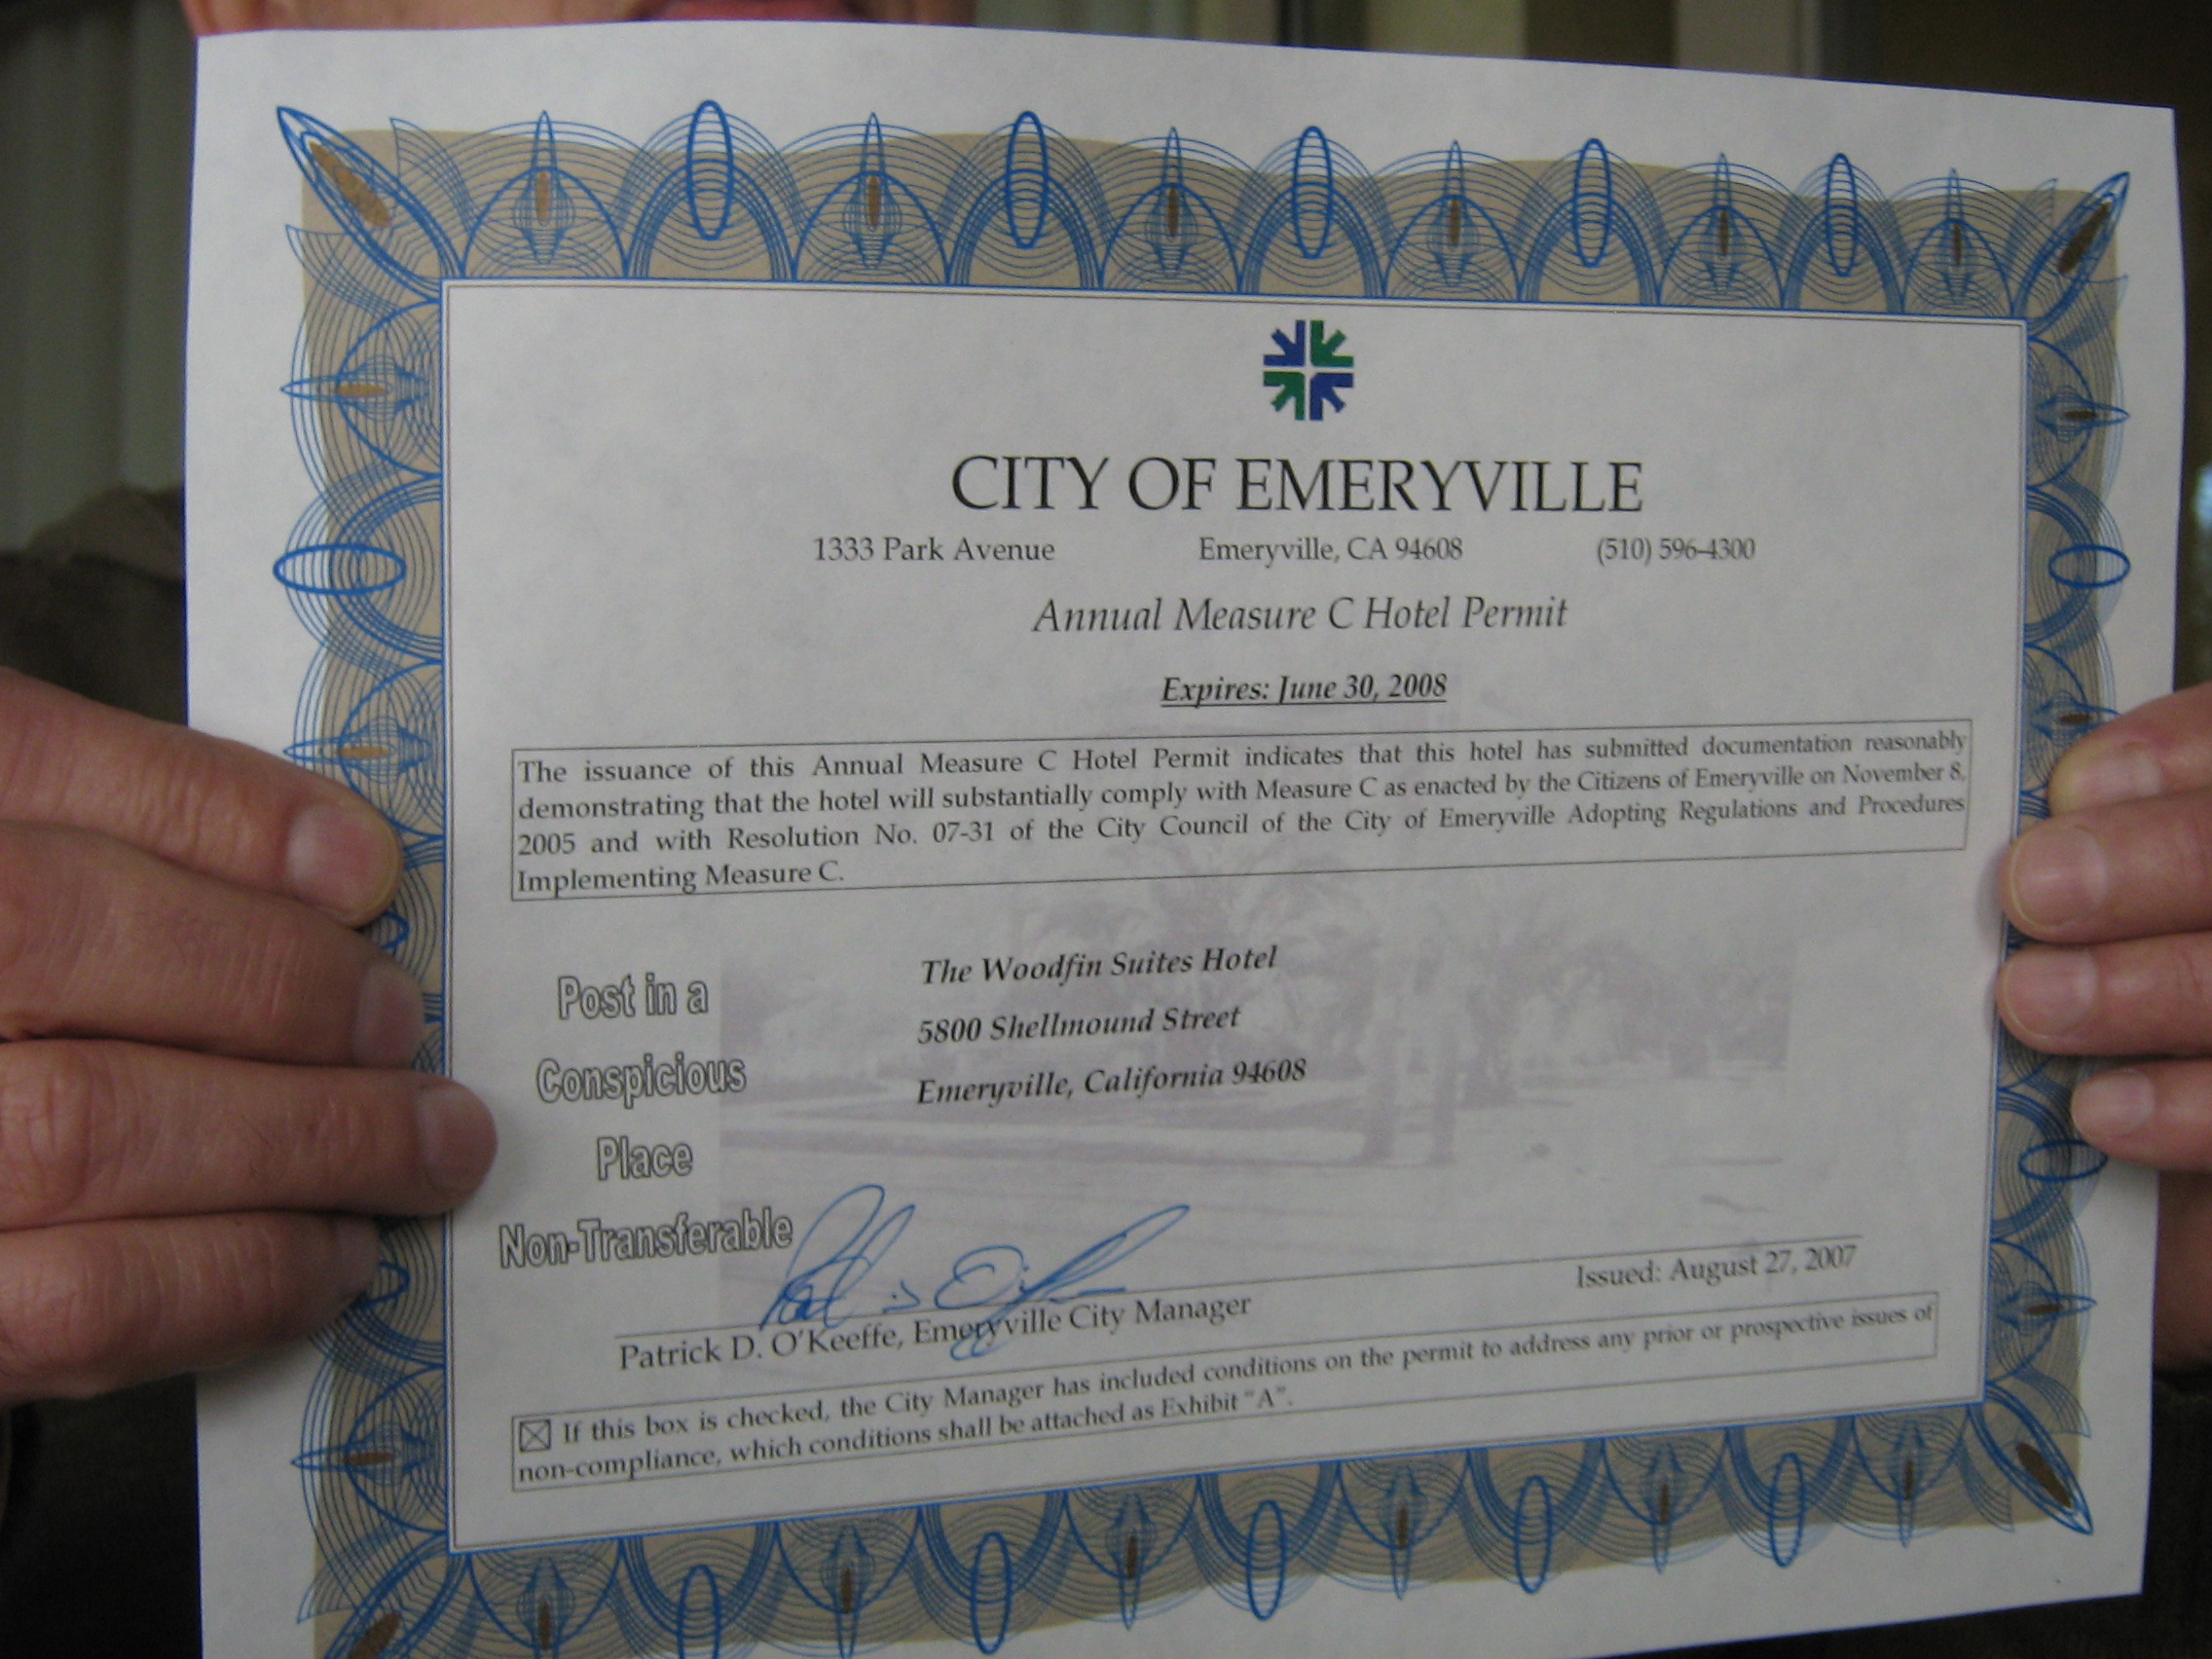 CITY OF EMERYVILLE
1333 Park Avenue Emeryville, CA 94608 (510) 596-4300
Annual Measure C Hotel Permit
Expires: June 30, 2008
The issuance of this Annual Measure C Hotel Permit indicates that this hotel has submitted documentation reasonably
demonstrating that the hotel will substantially comply with Measure C as enacted by the Citizens of Emeryville on November 8,
2005 and with Resolution No. 07-31 of the City Council of the City of Emeryville Adopting Regulations and Procedures
Implementing Measure C.
The Woodfin Suites Hotel
5800 Shellmound Street
Emeryville, California 94608
Post in a
Conspicious
Place
Non-Transferable
Issued: August 27, 2007
Patrick D. O'Keeffe, Emeryville City Manager
☒ If this box is checked, the City Manager has included conditions on the permit to address any prior or prospective issues of
non-compliance, which conditions shall be attached as Exhibit "A".